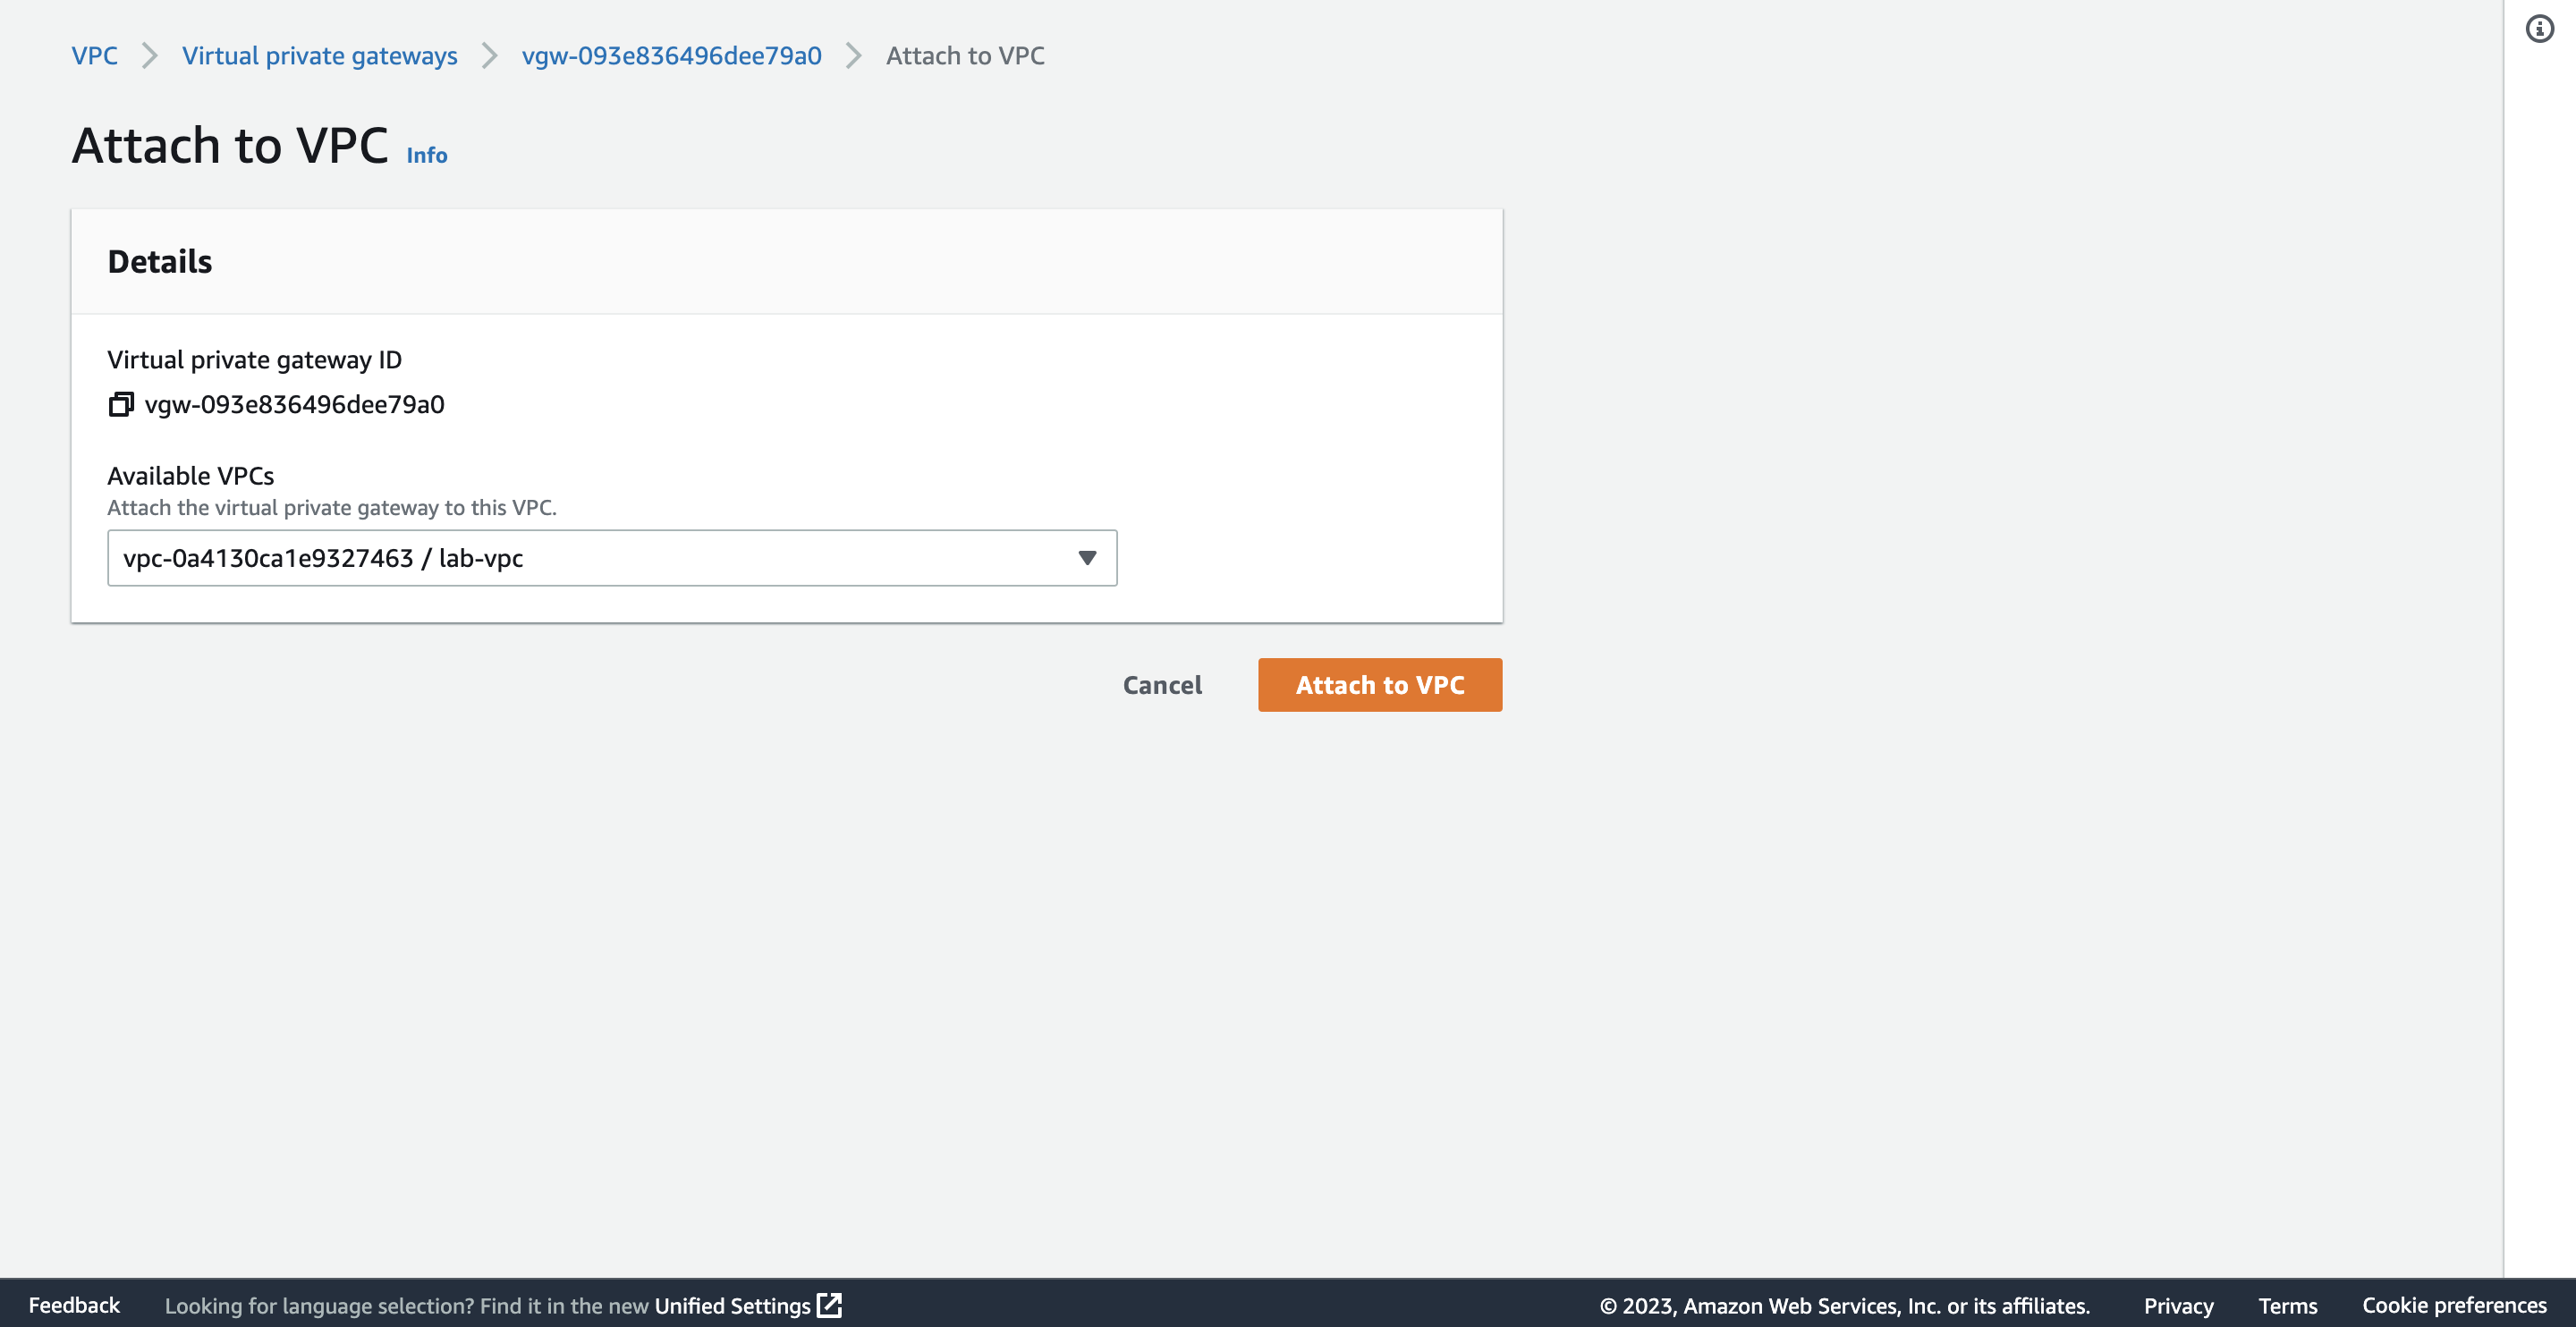 VPC Virtual private gateways vgw-093e836496dee79a0 Attach to VPC
Attach to VPC Info
Details
Virtual private gateway ID
vgw-093e836496dee79a0
Available VPCs
Attach the virtual private gateway to this VPC.
vpc-0a4130ca1e9327463 / lab-vpc
Cancel Attach to VPC
Feedback Looking for language selection? Find it in the new Unified Settings © 2023, Amazon Web Services, Inc. or its affiliates. Privacy Terms Cookie preferences